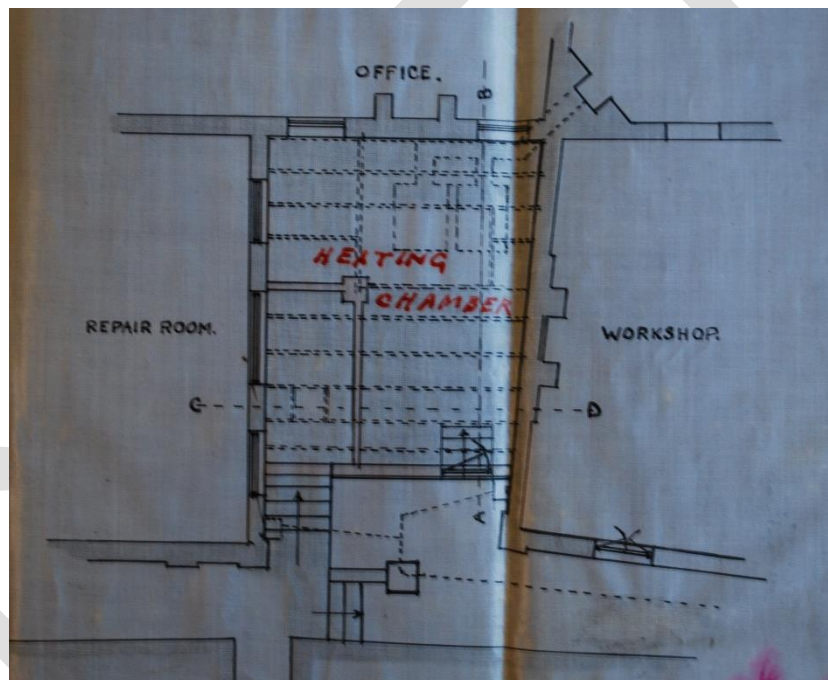 OFFICE.
B
HEATING
CHAMBER
REPAIR ROOM.
WORKSHOP.
C
D
A